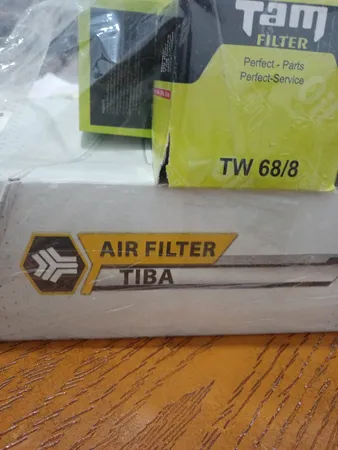 Tam
FILTER
Perfect - Parts
Perfect-Service
TW 68/8
AIR FILTER
TIBA